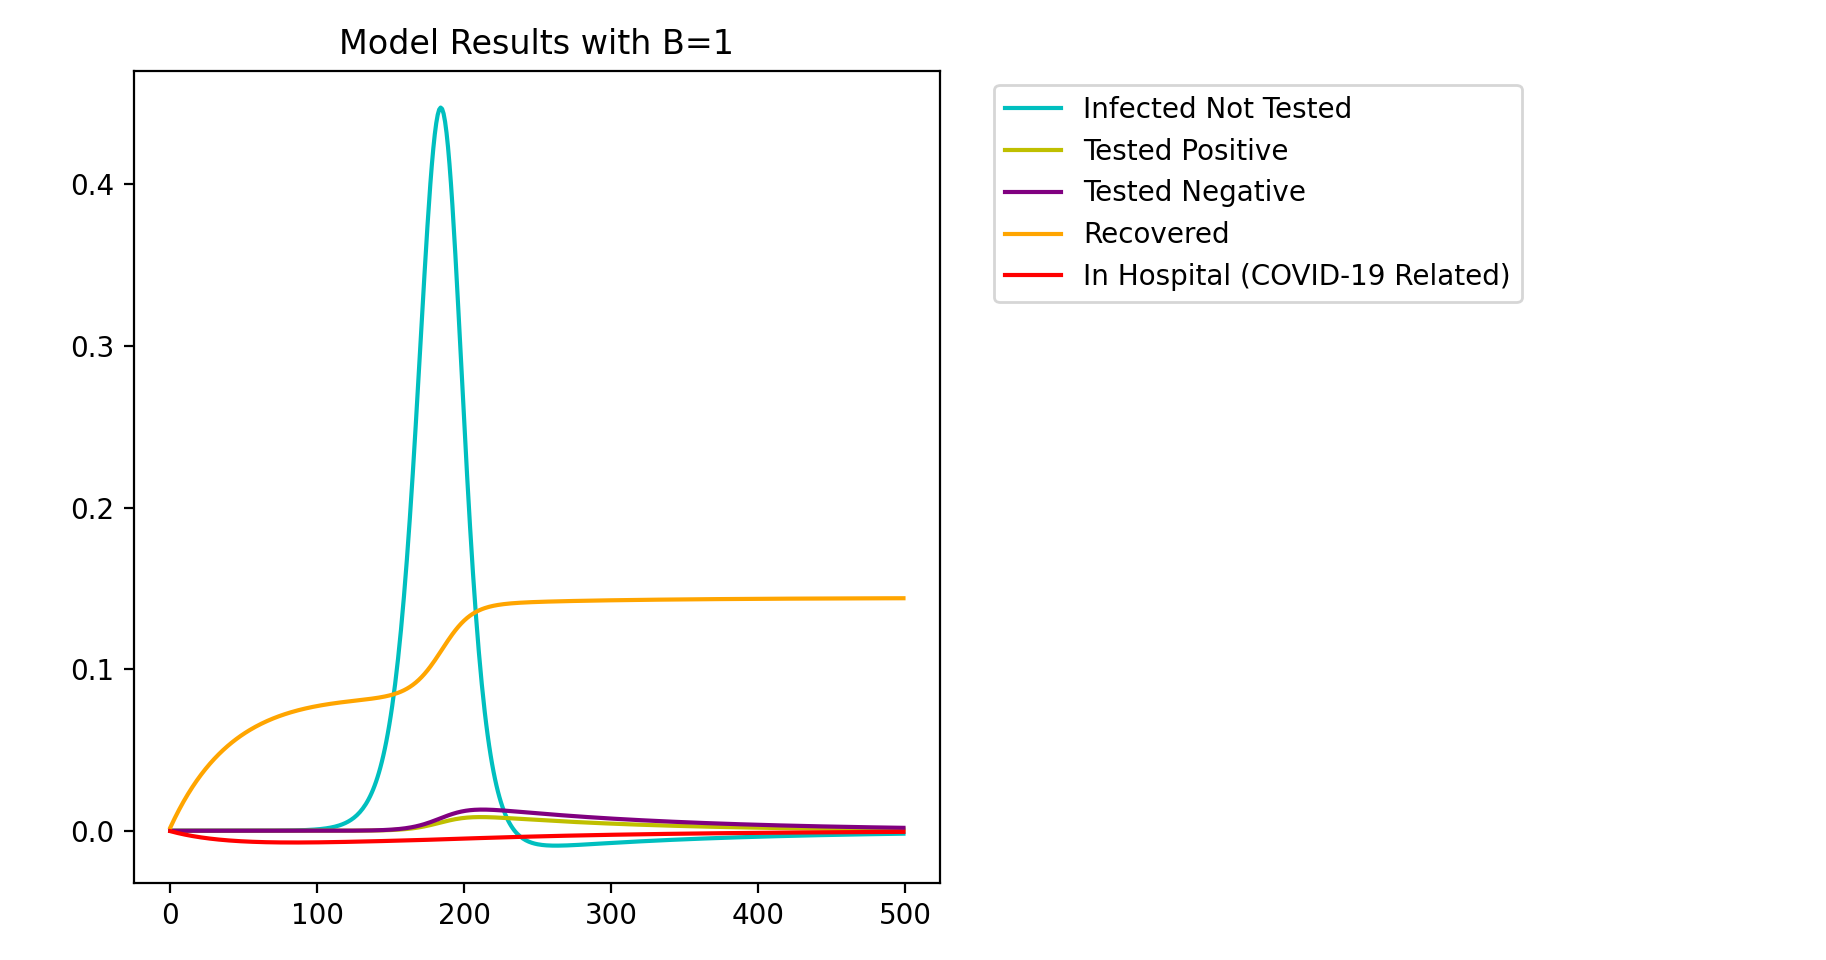 Model Results with B=1
0.4
0.3
0.2
0.1
0.0
0 100 200 300 400 500
Infected Not Tested
Tested Positive
Tested Negative
Recovered
In Hospital (COVID-19 Related)